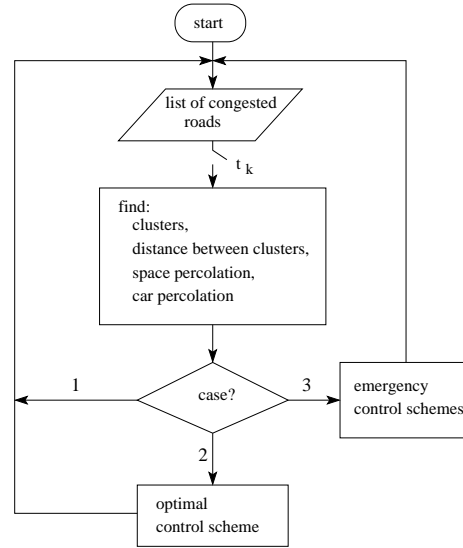 start
list of congested
roads
t k
find:
clusters,
distance between clusters,
space percolation,
car percolation
1
case?
3
emergency
control schemes
2
optimal
control scheme